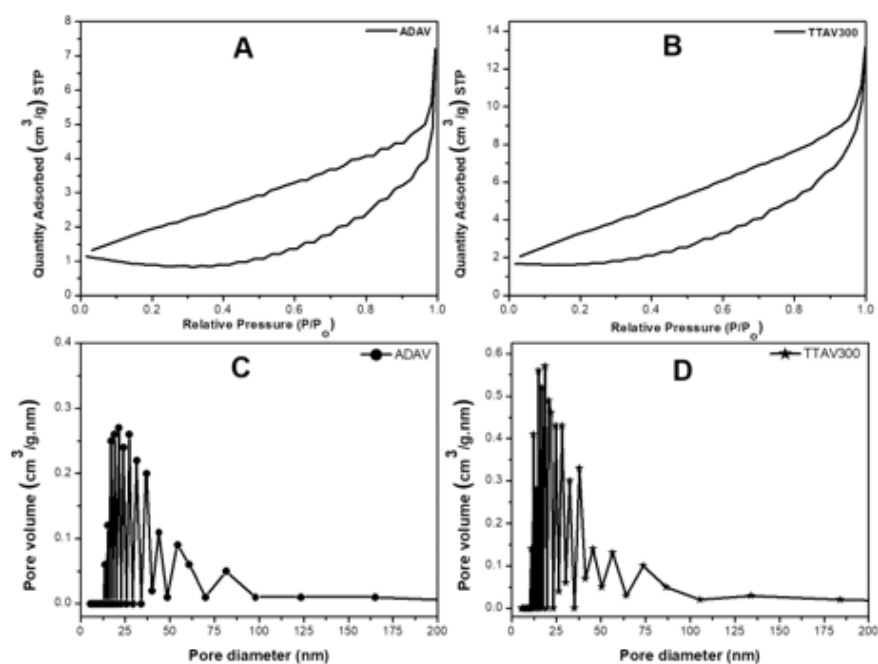 A
ADAV
Quantity Adsorbed (cm³/g) STP
8
7
6
5
4
3
2
1
0
0.0 0.2 0.4 0.6 0.8 1.0
Relative Pressure (P/Po)
B
TTAV300
Quantity Adsorbed (cm³/g) STP
14
12
10
8
6
4
2
0
0.0 0.2 0.4 0.6 0.8 1.0
Relative Pressure (P/Po)
C
ADAV
Pore volume (cm³/g.nm)
0.4
0.3
0.2
0.1
0.0
0 25 50 75 100 125 150 175 200
Pore diameter (nm)
D
TTAV300
Pore volume (cm³/g.nm)
0.6
0.5
0.4
0.3
0.2
0.1
0.0
0 25 50 75 100 125 150 175 200
Pore diameter (nm)